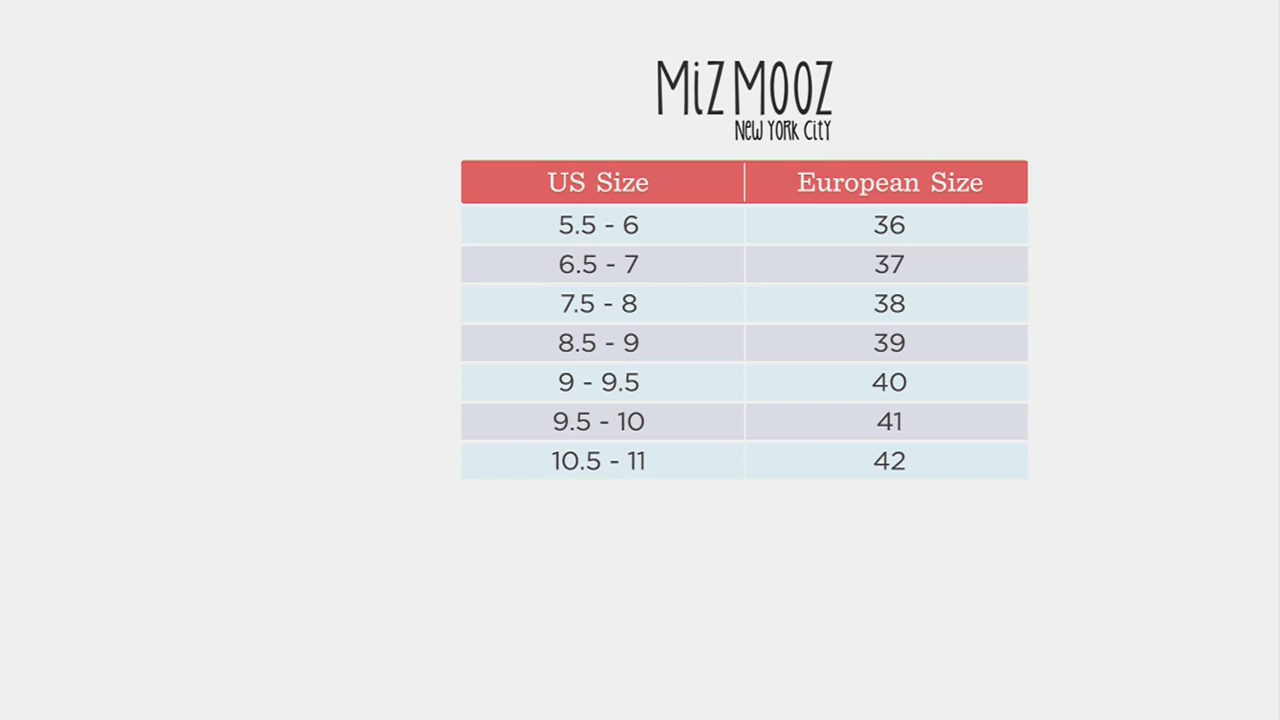 MiZ MOOZ
NEW YORK CITY
US Size European Size
5.5 - 6 36
6.5 - 7 37
7.5 - 8 38
8.5 - 9 39
9 - 9.5 40
9.5 - 10 41
10.5 - 11 42